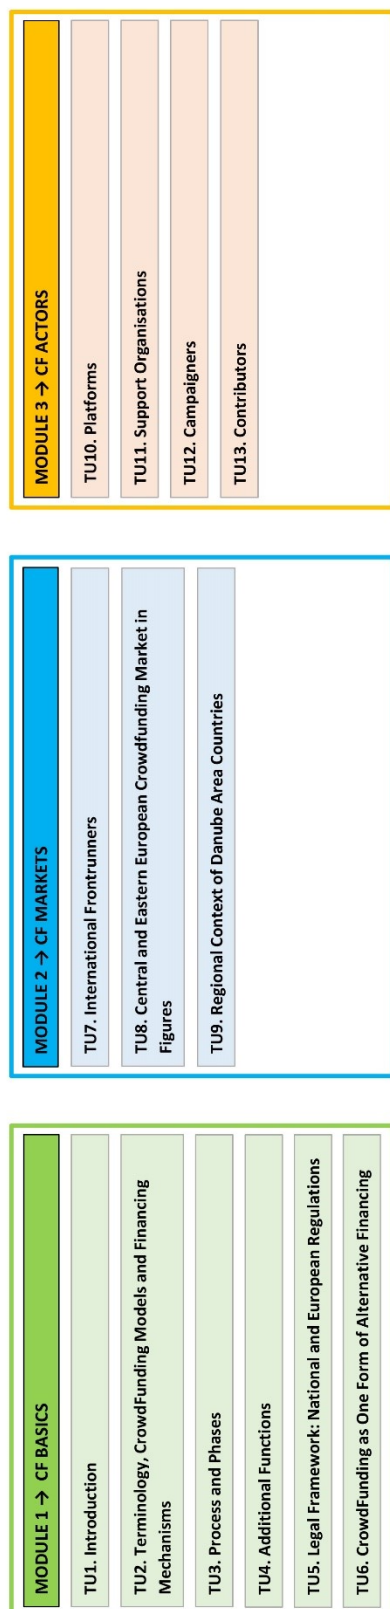 MODULE 1 → CF BASICS
TU1. Introduction
TU2. Terminology, CrowdFunding Models and Financing
Mechanisms
TU3. Process and Phases
TU4. Additional Functions
TU5. Legal Framework: National and European Regulations
TU6. CrowdFunding as One Form of Alternative Financing
MODULE 2 → CF MARKETS
TU7. International Frontrunners
TU8. Central and Eastern European Crowdfunding Market in
Figures
TU9. Regional Context of Danube Area Countries
MODULE 3 → CF ACTORS
TU10. Platforms
TU11. Support Organisations
TU12. Campaigners
TU13. Contributors